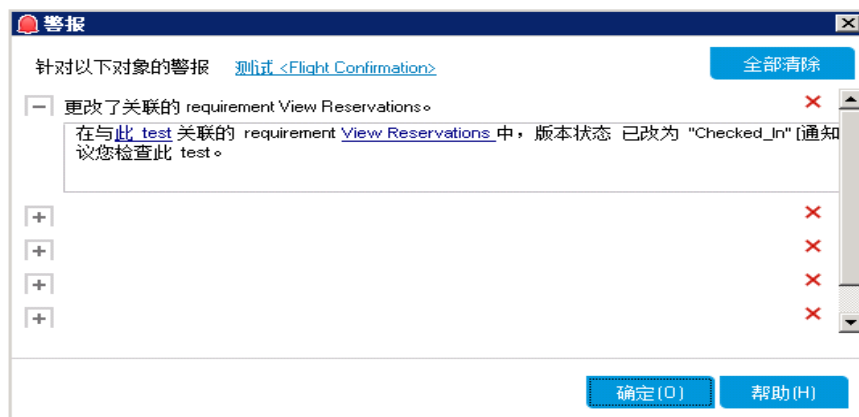 警报
针对以下对象的警报 测试 <Flight Confirmation>
全部清除
更改了关联的 requirement View Reservations。
在与此 test 关联的 requirement View Reservations 中，版本状态 已改为 "Checked_In" [通知
议您检查此 test。
确定(O)
帮助(H)